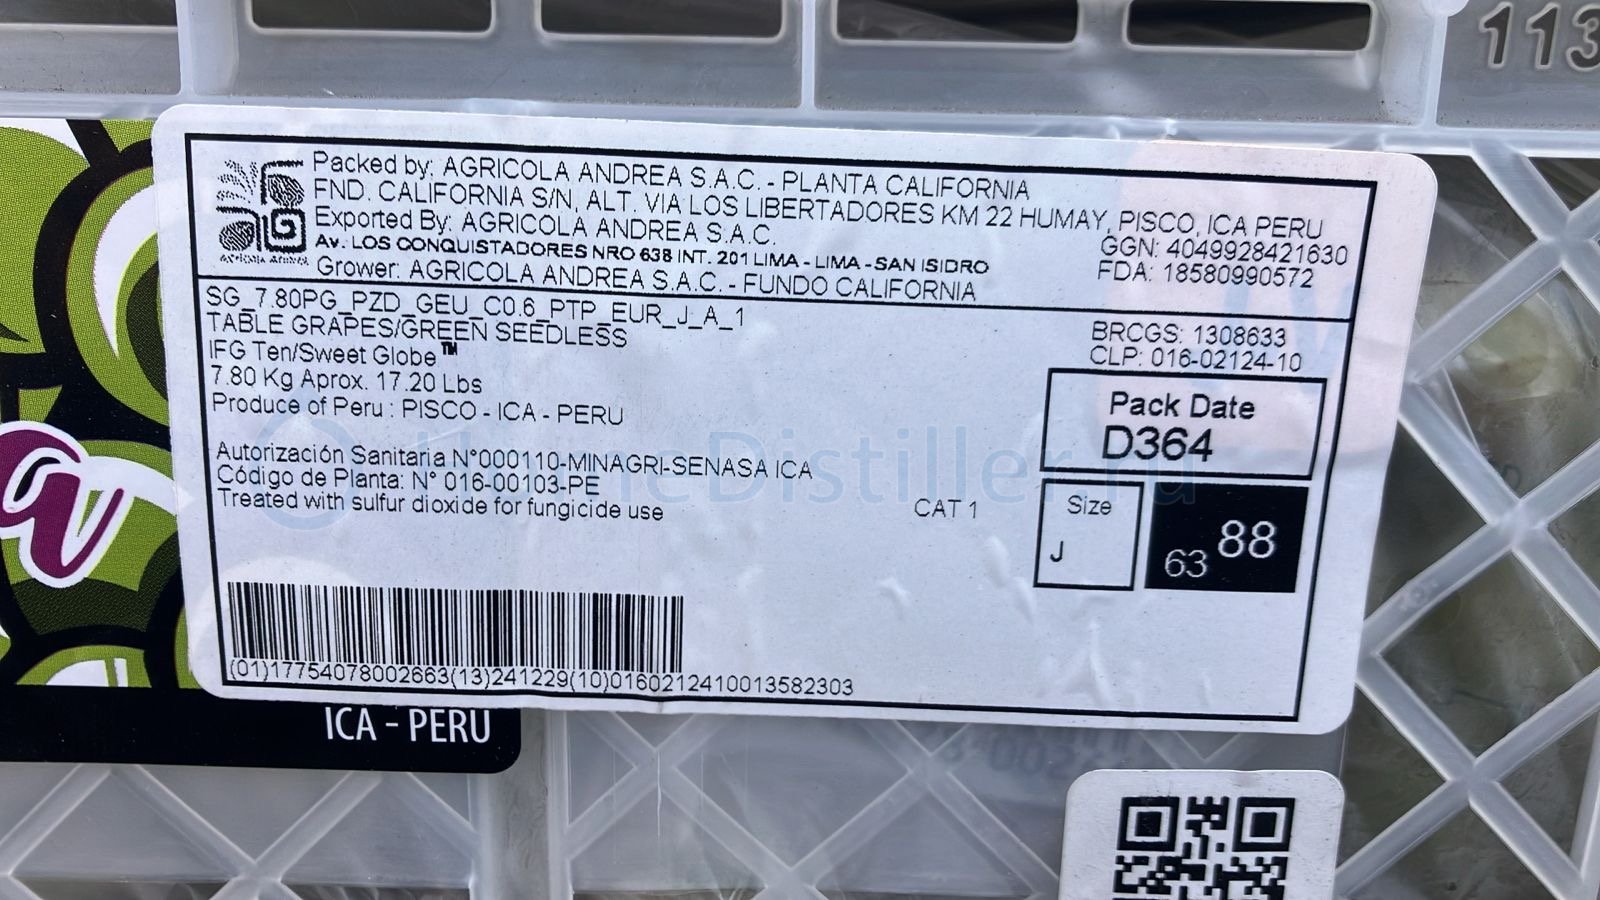 113
Packed by: AGRICOLA ANDREA S.A.C. - PLANTA CALIFORNIA
FND. CALIFORNIA S/N, ALT. VIA LOS LIBERTADORES KM 22 HUMAY, PISCO, ICA PERU
Exported By: AGRICOLA ANDREA S.A.C.
GGN: 4049928421630
Av. LOS CONQUISTADORES NRO 638 INT. 201 LIMA - LIMA - SAN ISIDRO
FDA: 18580990572
Grower: AGRICOLA ANDREA S.A.C. - FUNDO CALIFORNIA
AGRICOLA ANDREA
SG_7.80PG_PZD_GEU_C0.6_PTP_EUR_J_A_1
BRCGS: 1308633
TABLE GRAPES/GREEN SEEDLESS
CLP: 016-02124-10
IFG Ten/Sweet Globe™
7.80 Kg Aprox. 17.20 Lbs
Pack Date
Produce of Peru : PISCO - ICA - PERU
D364
Autorización Sanitaria N°000110-MINAGRI-SENASA ICA
Código de Planta: N° 016-00103-PE
Treated with sulfur dioxide for fungicide use
CAT 1
Size
J
63 88
(01)17754078002663(13)241229(10)0160212410013582303
ICA - PERU
HomeDistiller.ru